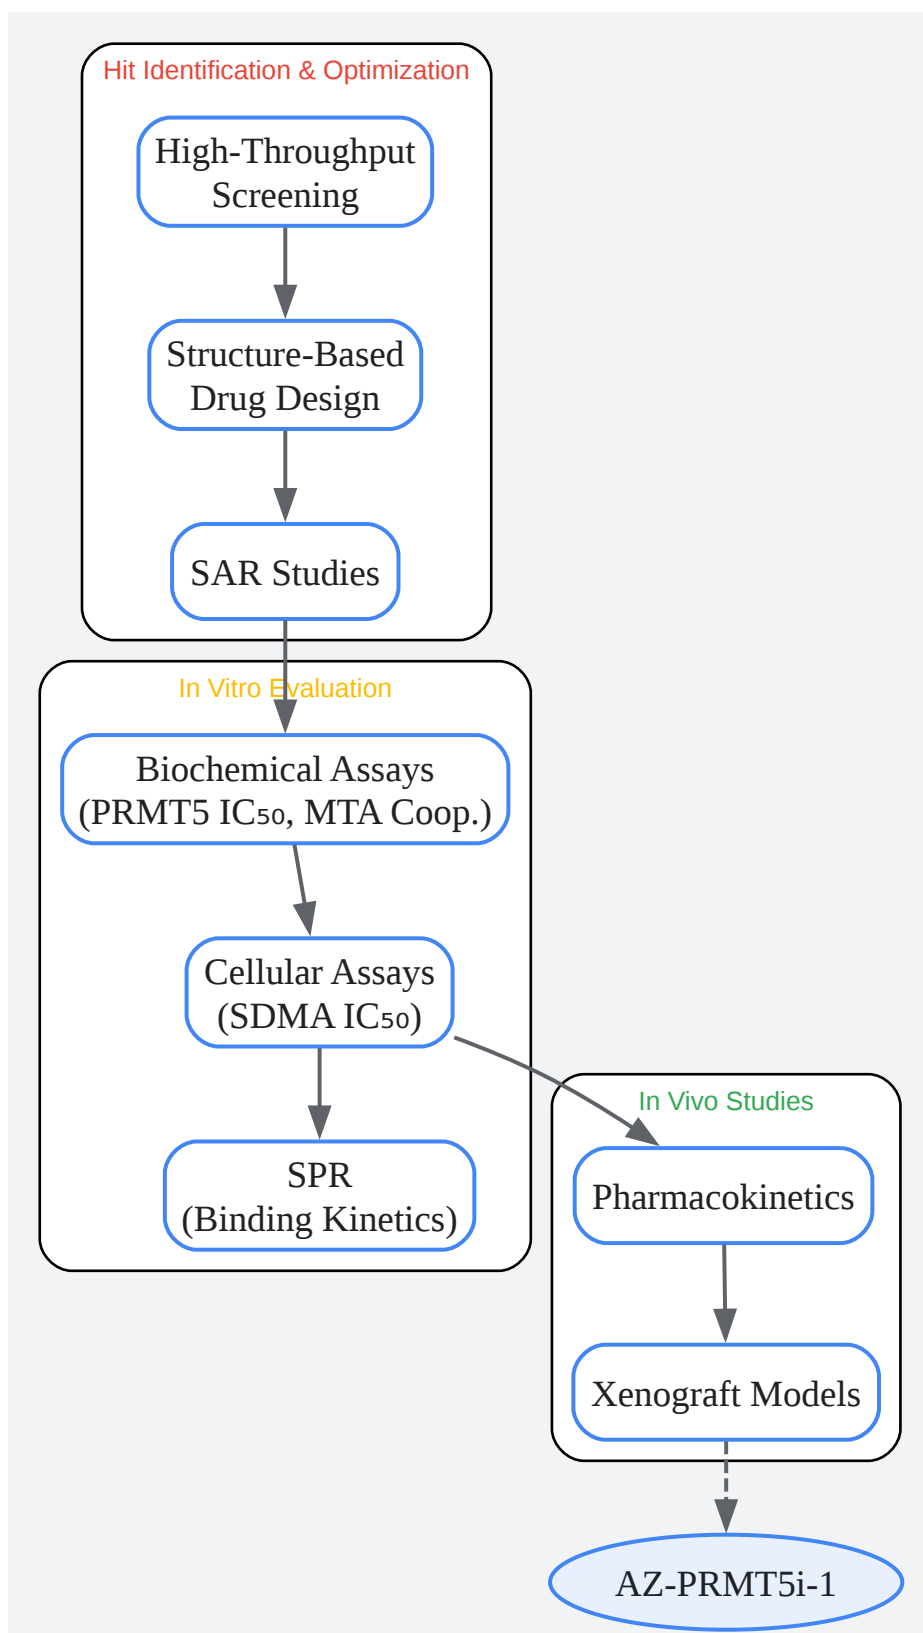 Hit Identification & Optimization
High-Throughput
Screening
Structure-Based
Drug Design
SAR Studies
In Vitro Evaluation
Biochemical Assays
(PRMT5 IC₅₀, MTA Coop.)
Cellular Assays
(SDMA IC₅₀)
SPR
(Binding Kinetics)
In Vivo Studies
Pharmacokinetics
Xenograft Models
AZ-PRMT5i-1